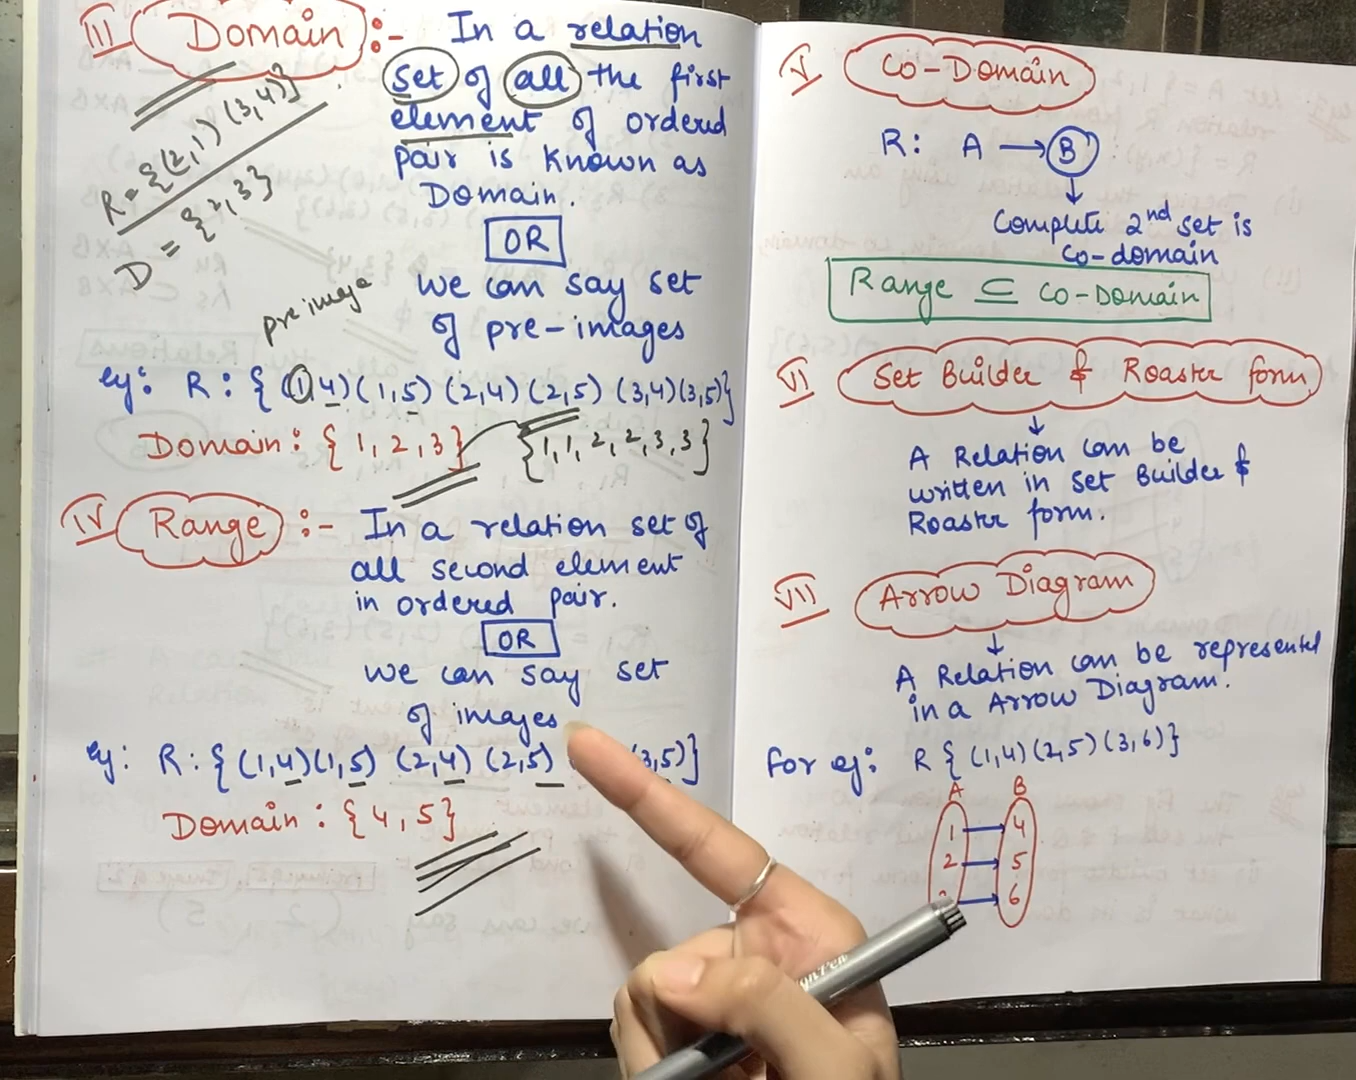 III Domain :- In a relation
set of all the first
element of ordered
pair is known as
Domain.
R = {(2,1) (3,4)}
D = {2,3}
OR
we can say set
of pre-images
pre image
eg: R : { (1,4) (1,5) (2,4) (2,5) (3,4) (3,5)}
Domain : { 1, 2, 3} {1,1,2,2,3,3}
IV Range :- In a relation set of
all second element
in ordered pair.
OR
we can say set
of images
eg: R : { (1,4) (1,5) (2,4) (2,5) (3,5)}
Domain : {4,5}
V Co-Domain
R : A → B
Complete 2nd set is
Co-domain
Range ⊆ Co-Domain
VI Set Builder & Roaster form
A Relation can be
written in Set Builder &
Roaster form.
VII Arrow Diagram
A Relation can be represented
in a Arrow Diagram.
For eg: R { (1,4) (2,5) (3,6) }
A B
1 4
2 5
6